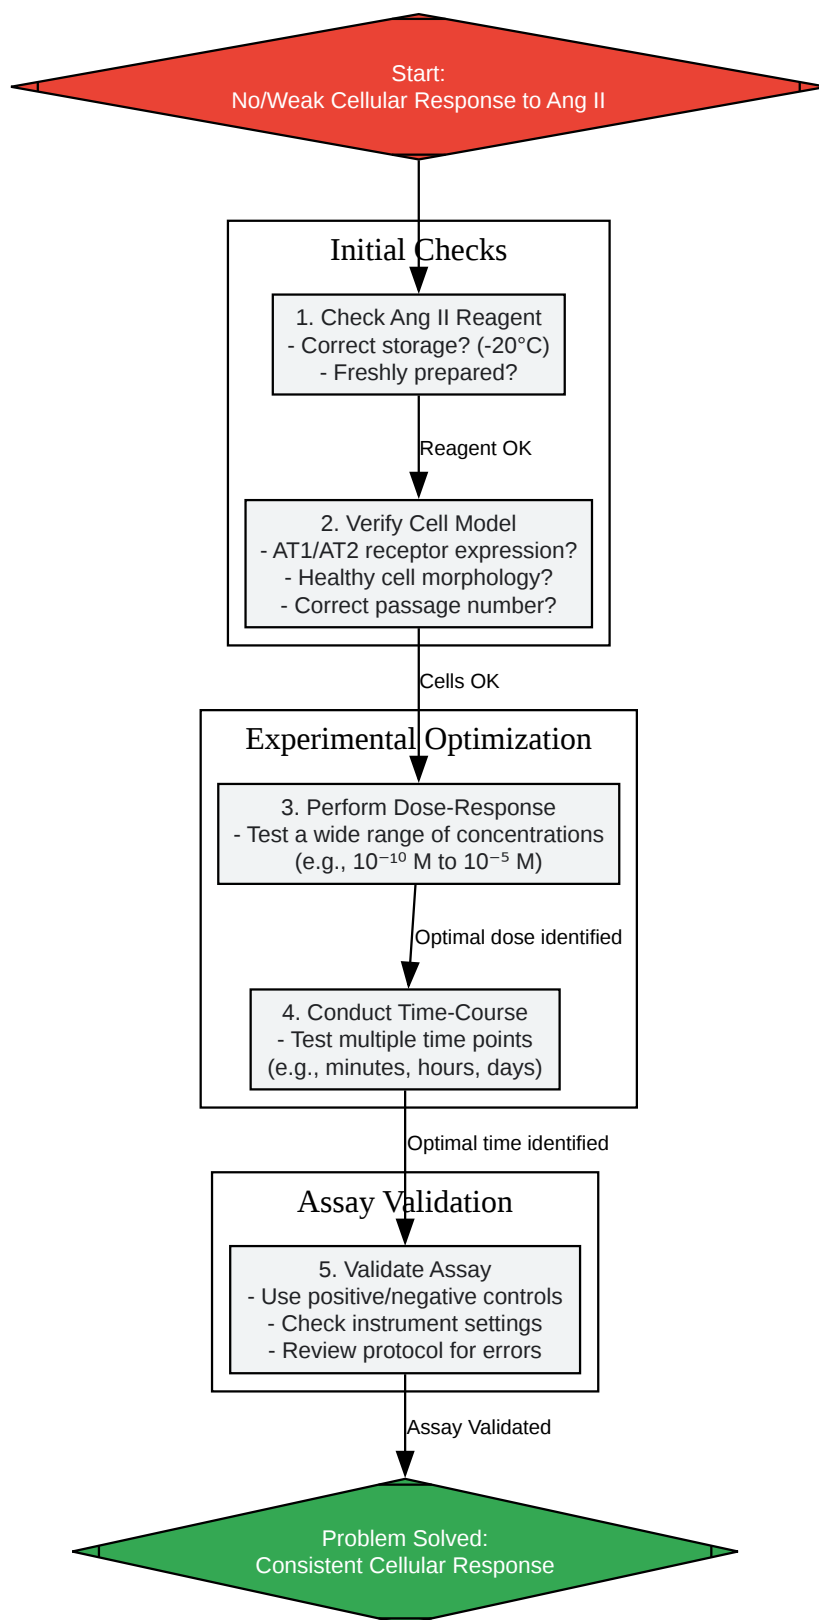 Start:
No/Weak Cellular Response to Ang II
Initial Checks
1. Check Ang II Reagent
- Correct storage? (-20°C)
- Freshly prepared?
Reagent OK
2. Verify Cell Model
- AT1/AT2 receptor expression?
- Healthy cell morphology?
- Correct passage number?
Cells OK
Experimental Optimization
3. Perform Dose-Response
- Test a wide range of concentrations
(e.g., 10⁻¹⁰ M to 10⁻⁵ M)
Optimal dose identified
4. Conduct Time-Course
- Test multiple time points
(e.g., minutes, hours, days)
Optimal time identified
Assay Validation
5. Validate Assay
- Use positive/negative controls
- Check instrument settings
- Review protocol for errors
Assay Validated
Problem Solved:
Consistent Cellular Response